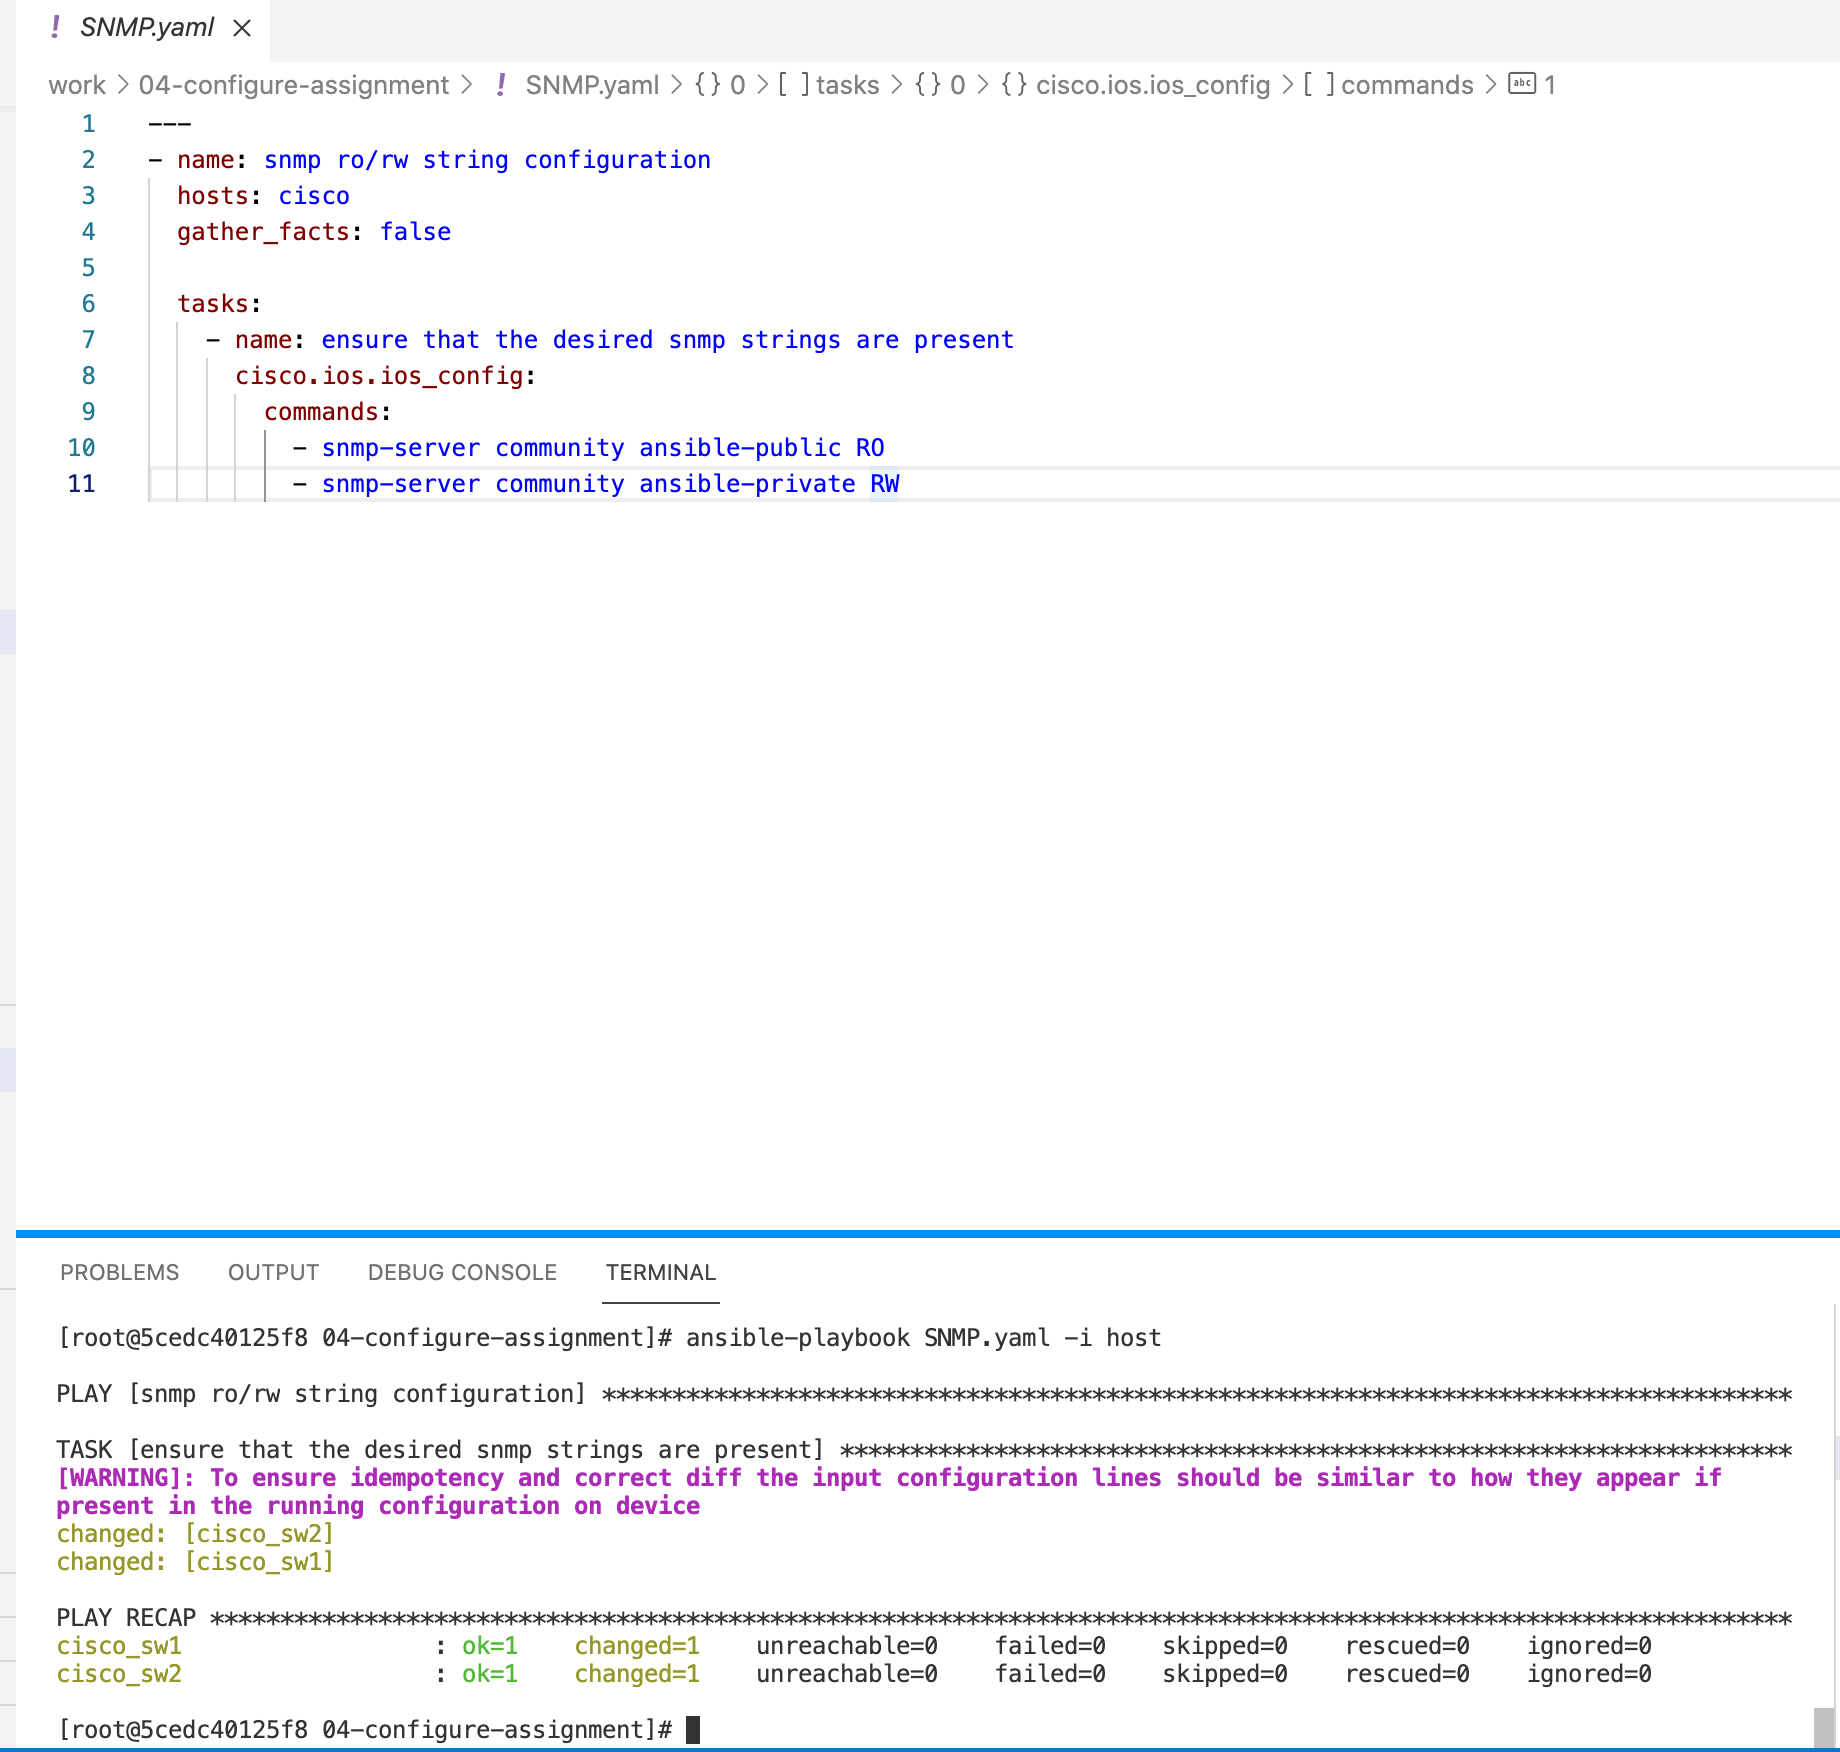 ! SNMP.yaml ×
work > 04-configure-assignment > ! SNMP.yaml > {} 0 > [ ] tasks > {} 0 > {} cisco.ios.ios_config > [ ] commands > abc 1
1 ---
2 - name: snmp ro/rw string configuration
3 hosts: cisco
4 gather_facts: false
5
6 tasks:
7 - name: ensure that the desired snmp strings are present
8 cisco.ios.ios_config:
9 commands:
10 - snmp-server community ansible-public RO
11 - snmp-server community ansible-private RW
PROBLEMS OUTPUT DEBUG CONSOLE TERMINAL
[root@5cedc40125f8 04-configure-assignment]# ansible-playbook SNMP.yaml -i host
PLAY [snmp ro/rw string configuration] *************************************************************************************
TASK [ensure that the desired snmp strings are present] ********************************************************************
[WARNING]: To ensure idempotency and correct diff the input configuration lines should be similar to how they appear if
present in the running configuration on device
changed: [cisco_sw2]
changed: [cisco_sw1]
PLAY RECAP *****************************************************************************************************************
cisco_sw1 : ok=1 changed=1 unreachable=0 failed=0 skipped=0 rescued=0 ignored=0
cisco_sw2 : ok=1 changed=1 unreachable=0 failed=0 skipped=0 rescued=0 ignored=0
[root@5cedc40125f8 04-configure-assignment]#